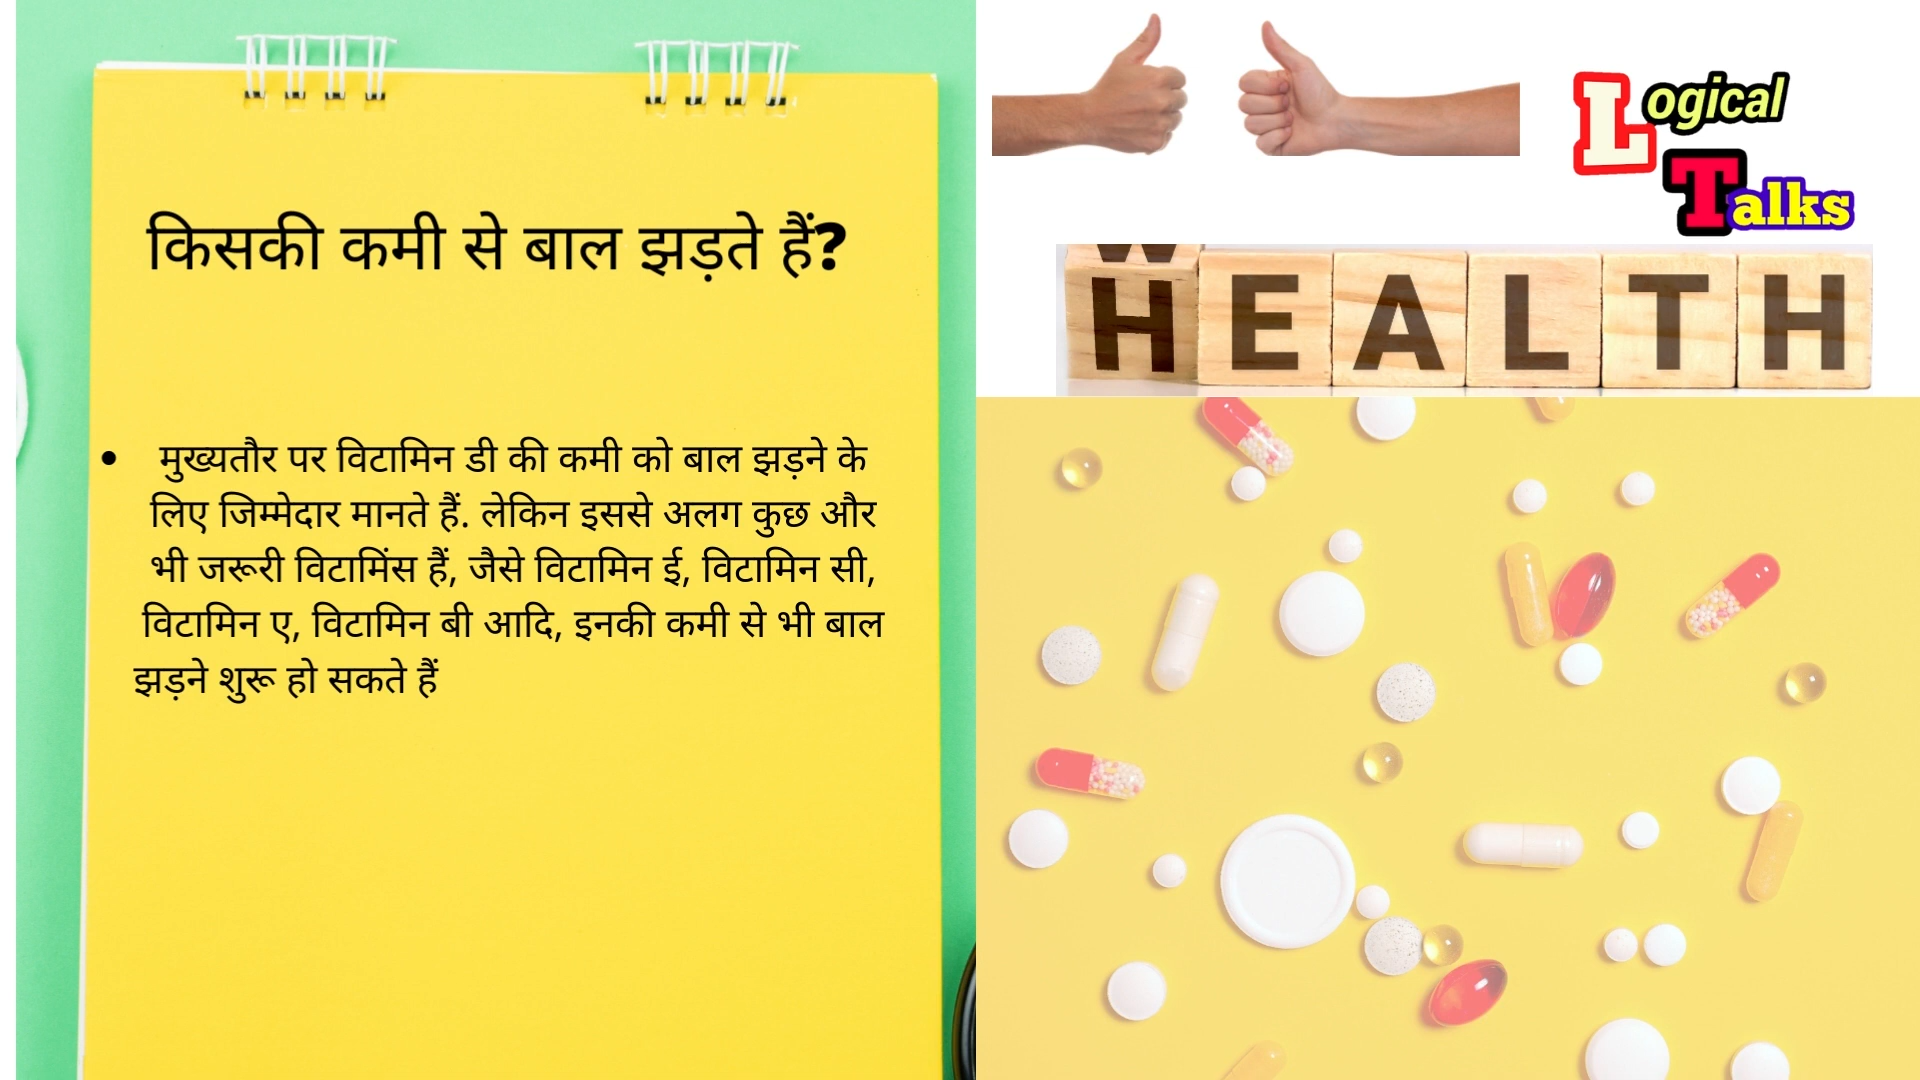 किसकी कमी से बाल झड़ते हैं?
• मुख्यतौर पर विटामिन डी की कमी को बाल झड़ने के
लिए जिम्मेदार मानते हैं. लेकिन इससे अलग कुछ और
भी जरूरी विटामिंस हैं, जैसे विटामिन ई, विटामिन सी,
विटामिन ए, विटामिन बी आदि, इनकी कमी से भी बाल
झड़ने शुरू हो सकते हैं
Logical
Talks
W
HEALTH